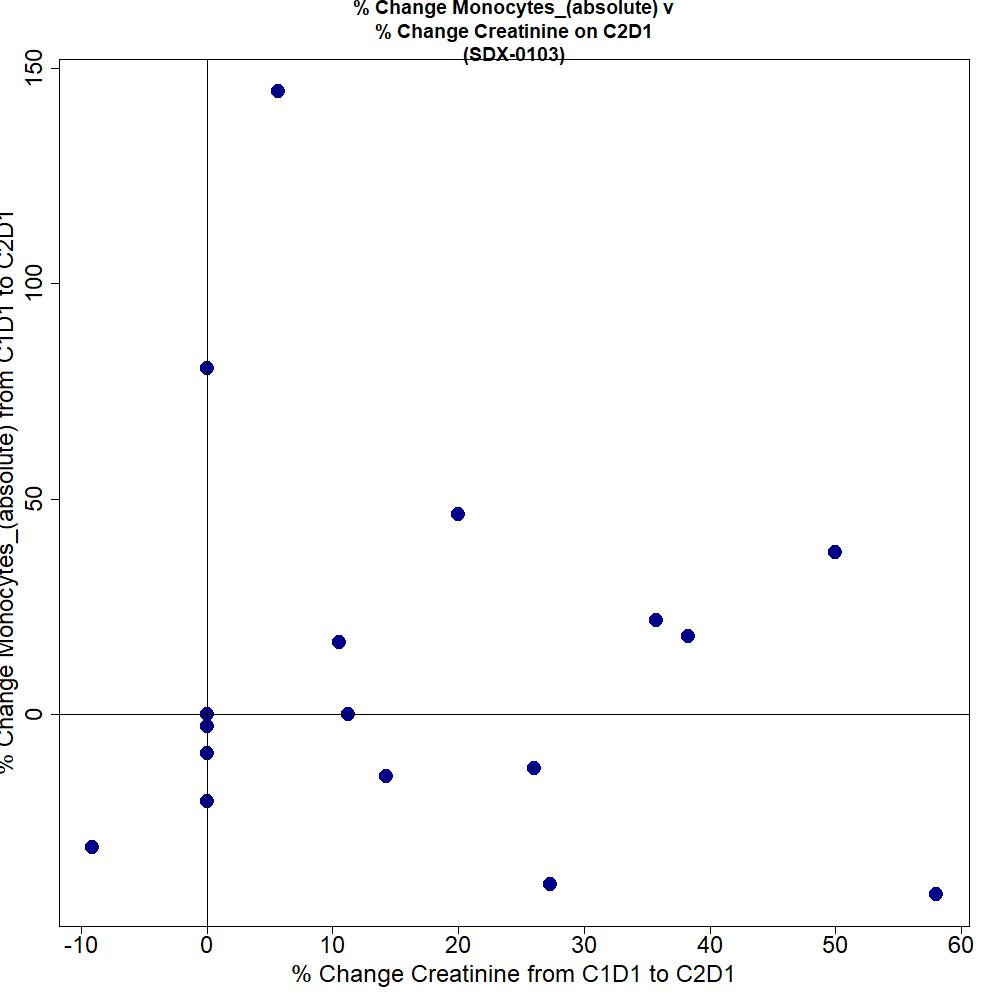 % Change Monocytes_(absolute) v
% Change Creatinine on C2D1
(SDX-0103)
% Change Monocytes_(absolute) from C1D1 to C2D1
150
100
50
0
-10 0 10 20 30 40 50 60
% Change Creatinine from C1D1 to C2D1